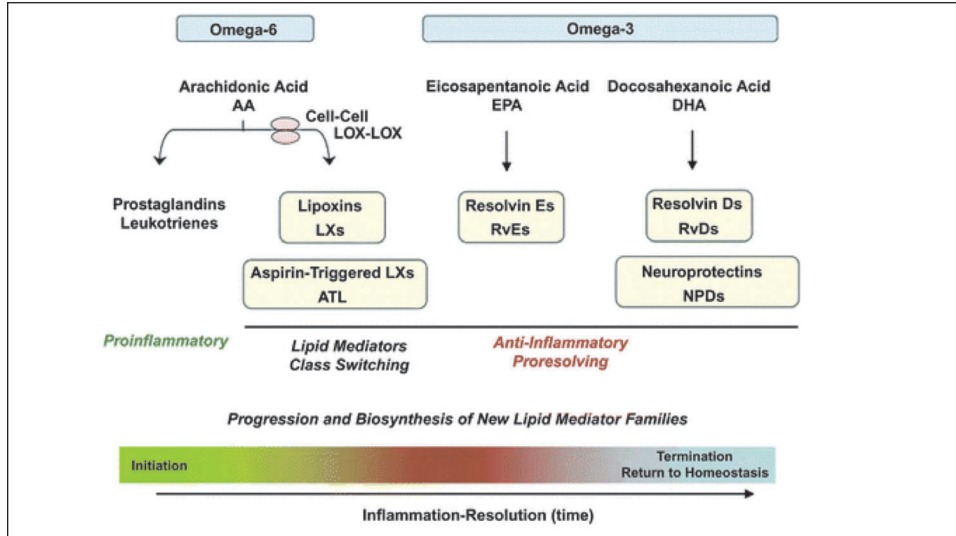 Omega-6
Omega-3
Arachidonic Acid
AA
Cell-Cell
LOX-LOX
Eicosapentanoic Acid
EPA
Docosahexanoic Acid
DHA
Prostaglandins
Leukotrienes
Lipoxins
LXs
Resolvin Es
RvEs
Resolvin Ds
RvDs
Aspirin-Triggered LXs
ATL
Neuroprotectins
NPDs
Proinflammatory
Lipid Mediators
Class Switching
Anti-Inflammatory
Proresolving
Progression and Biosynthesis of New Lipid Mediator Families
Initiation
Termination
Return to Homeostasis
Inflammation-Resolution (time)